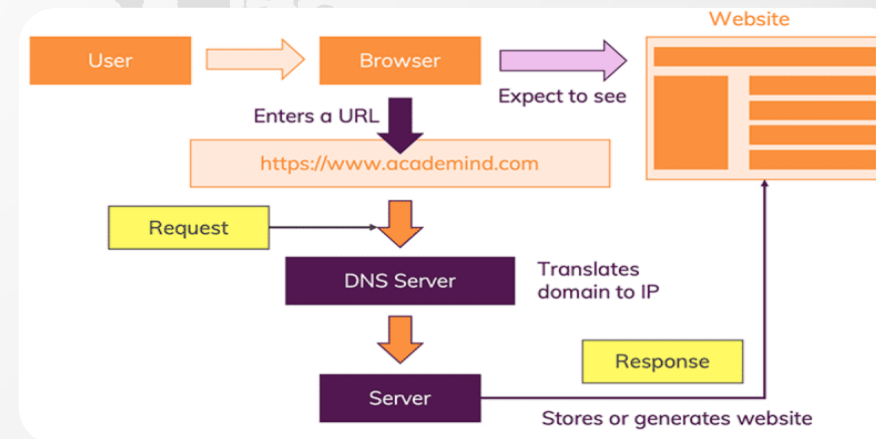 Website
User
Browser
Expect to see
Enters a URL
https://www.academind.com
Request
DNS Server
Translates
domain to IP
Response
Server
Stores or generates website